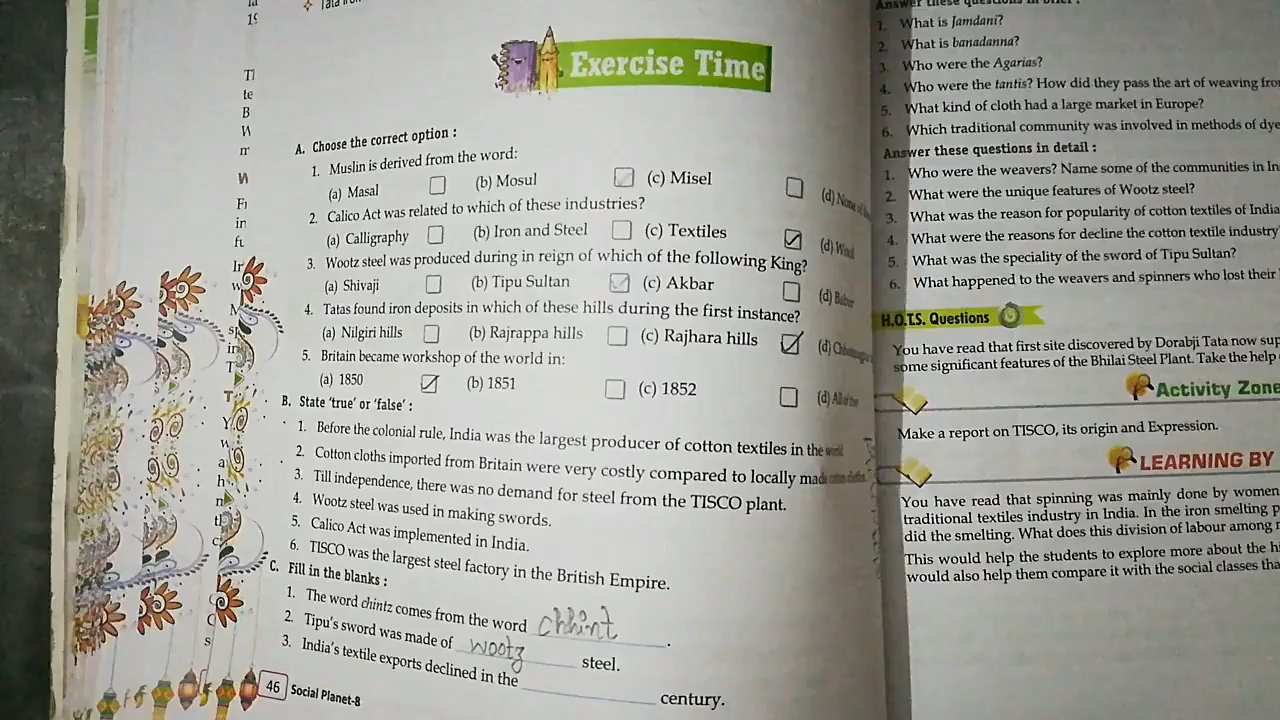 Exercise Time
A. Choose the correct option :
1. Muslin is derived from the word:
(a) Masal (b) Mosul (c) Misel (d) None of
2. Calico Act was related to which of these industries?
(a) Calligraphy (b) Iron and Steel (c) Textiles (d) Wool
3. Wootz steel was produced during in reign of which of the following King?
(a) Shivaji (b) Tipu Sultan (c) Akbar (d) Babar
4. Tatas found iron deposits in which of these hills during the first instance?
(a) Nilgiri hills (b) Rajrappa hills (c) Rajhara hills (d)
5. Britain became workshop of the world in:
(a) 1850 (b) 1851 (c) 1852 (d) All of
B. State 'true' or 'false' :
1. Before the colonial rule, India was the largest producer of cotton textiles in the world
2. Cotton cloths imported from Britain were very costly compared to locally made cotton cloths.
3. Till independence, there was no demand for steel from the TISCO plant.
4. Wootz steel was used in making swords.
5. Calico Act was implemented in India.
6. TISCO was the largest steel factory in the British Empire.
C. Fill in the blanks :
1. The word chintz comes from the word chhint .
2. Tipu's sword was made of wootz steel.
3. India's textile exports declined in the century.
46 Social Planet-8
Answer these questions in brief :
1. What is Jamdani?
2. What is banadanna?
3. Who were the Agarias?
4. Who were the tantis? How did they pass the art of weaving from
5. What kind of cloth had a large market in Europe?
6. Which traditional community was involved in methods of dye
Answer these questions in detail :
1. Who were the weavers? Name some of the communities in In
2. What were the unique features of Wootz steel?
3. What was the reason for popularity of cotton textiles of India
4. What were the reasons for decline the cotton textile industry
5. What was the speciality of the sword of Tipu Sultan?
6. What happened to the weavers and spinners who lost their
H.O.T.S. Questions
You have read that first site discovered by Dorabji Tata now sup
some significant features of the Bhilai Steel Plant. Take the help
Activity Zone
Make a report on TISCO, its origin and Expression.
LEARNING BY
You have read that spinning was mainly done by women
traditional textiles industry in India. In the iron smelting p
did the smelting. What does this division of labour among
This would help the students to explore more about the hi
would also help them compare it with the social classes tha